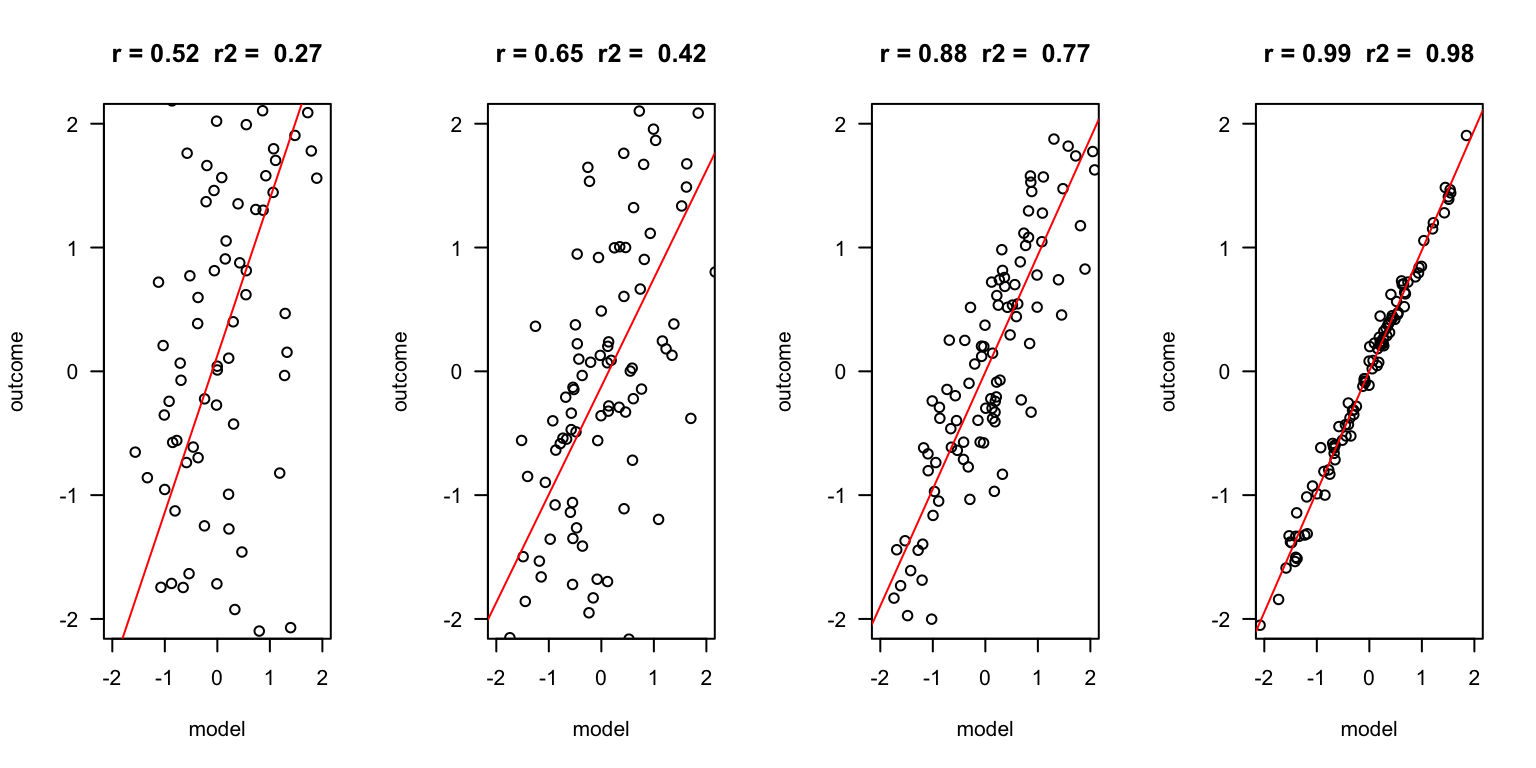 r = 0.52  r2 =  0.27
outcome
2
1
0
-1
-2
-2 -1 0 1 2
model
r = 0.65  r2 =  0.42
outcome
2
1
0
-1
-2
-2 -1 0 1 2
model
r = 0.88  r2 =  0.77
outcome
2
1
0
-1
-2
-2 -1 0 1 2
model
r = 0.99  r2 =  0.98
outcome
2
1
0
-1
-2
-2 -1 0 1 2
model